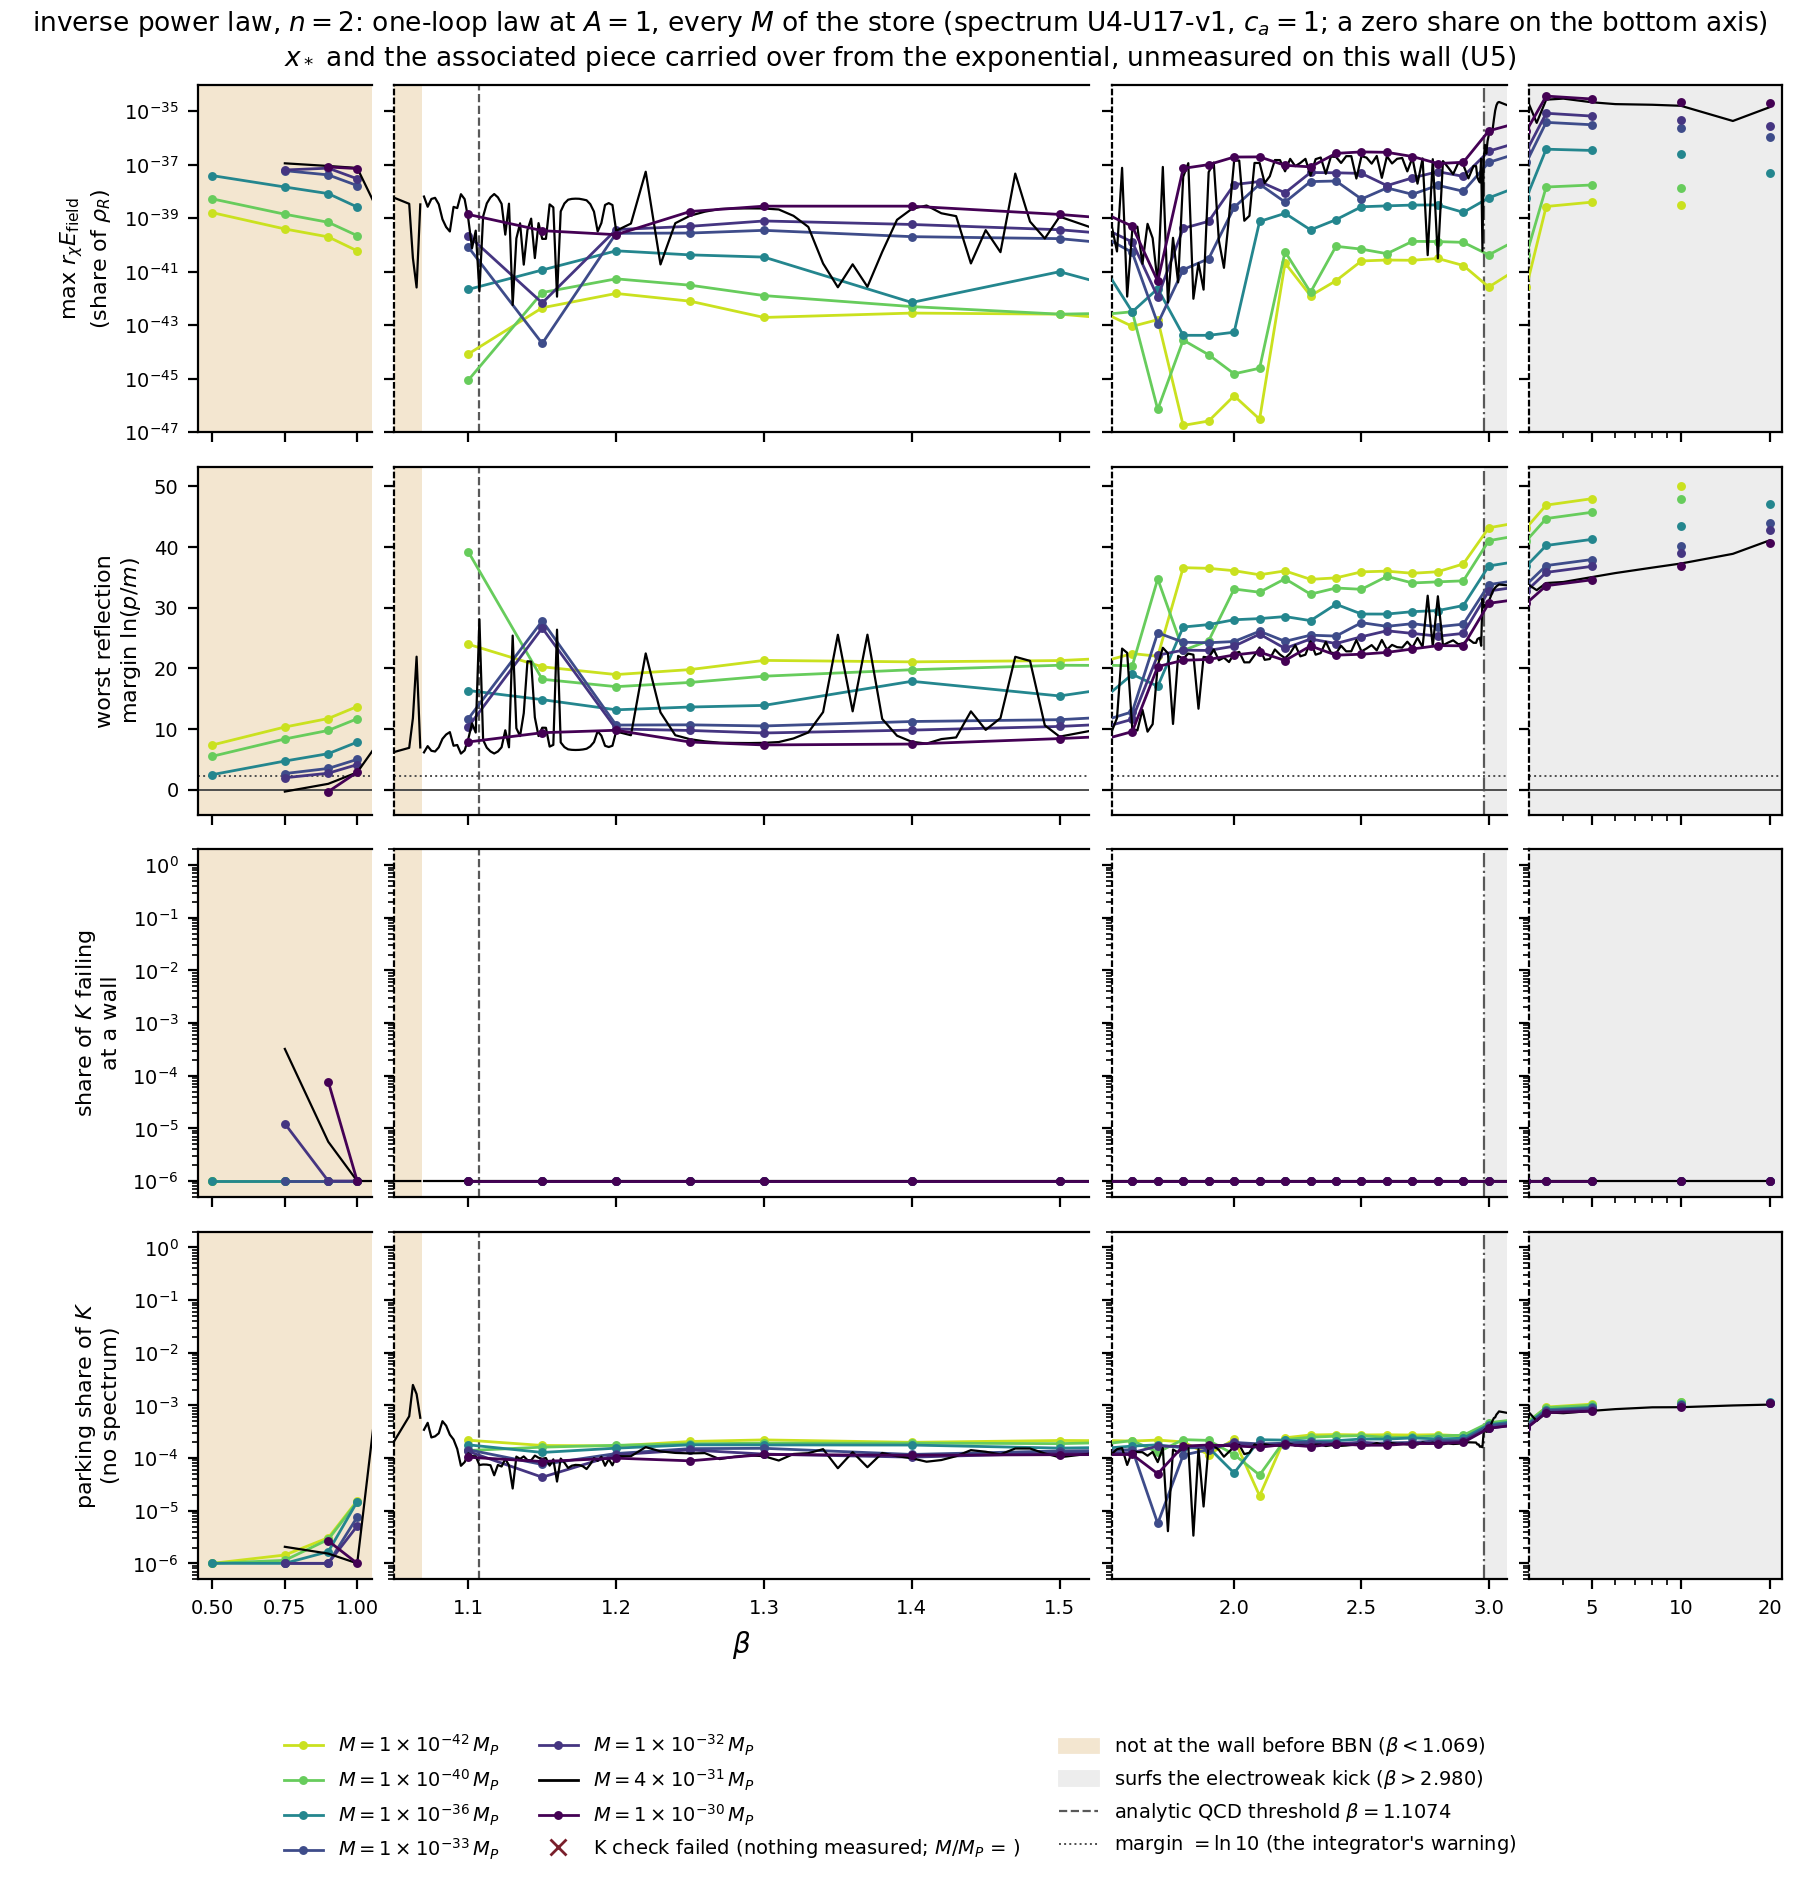 inverse power law, n = 2: one-loop law at A = 1, every M of the store (spectrum U4-U17-v1, c_a = 1; a zero share on the bottom axis)
x_* and the associated piece carried over from the exponential, unmeasured on this wall (U5)
max r_χ E_field
(share of ρ_R)
10^−35
10^−37
10^−39
10^−41
10^−43
10^−45
10^−47
worst reflection
margin ln(p/m)
50
40
30
20
10
0
share of K failing
at a wall
10^0
10^−1
10^−2
10^−3
10^−4
10^−5
10^−6
parking share of K
(no spectrum)
10^0
10^−1
10^−2
10^−3
10^−4
10^−5
10^−6
0.50 0.75 1.00 1.1 1.2 1.3 1.4 1.5 2.0 2.5 3.0 5 10 20
β
M = 1 × 10^−42 M_P
M = 1 × 10^−40 M_P
M = 1 × 10^−36 M_P
M = 1 × 10^−33 M_P
M = 1 × 10^−32 M_P
M = 4 × 10^−31 M_P
M = 1 × 10^−30 M_P
K check failed (nothing measured; M/M_P = )
not at the wall before BBN (β < 1.069)
surfs the electroweak kick (β > 2.980)
analytic QCD threshold β = 1.1074
margin = ln 10 (the integrator's warning)